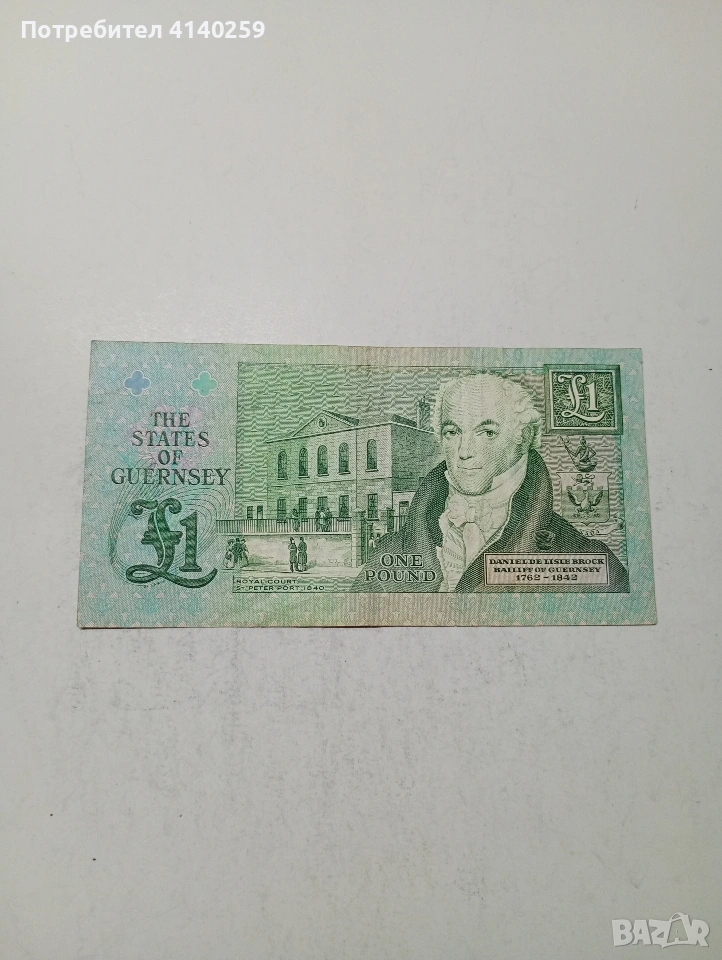 Потребител 4140259
THE
STATES
OF
GUERNSEY
£1
£1
ROYAL COURT
ST PETER PORT 1840
ONE
POUND
DANIEL DE LISLE BROCK
BAILIFF OF GUERNSEY
1762 – 1842
BAZAR